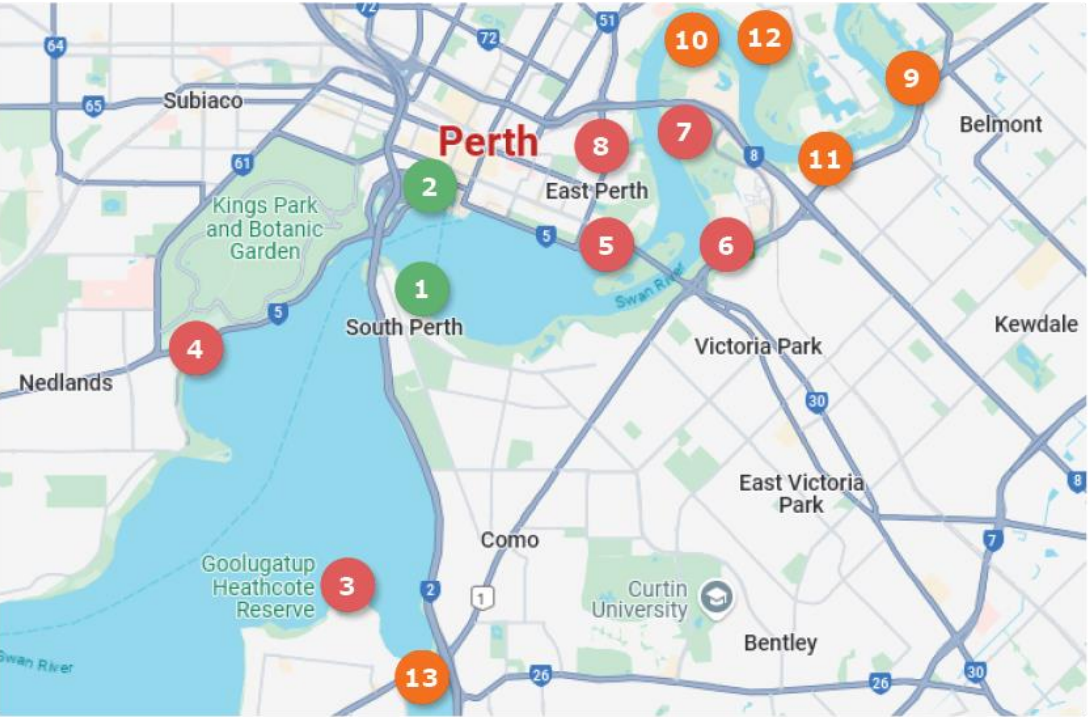 72
51
64
72
10
12
9
65
Subiaco
Perth
Belmont
8
7
8
11
61
2
East Perth
Kings Park
and Botanic
Garden
5
5
6
Swan River
1
5
South Perth
4
Victoria Park
Kewdale
Nedlands
30
8
East Victoria
Park
Como
7
Goolugatup
Heathcote
Reserve
3
2
1
Curtin
University
Bentley
Swan River
13
26
26
30